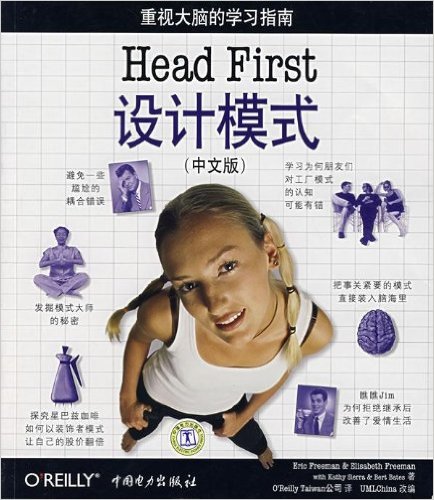 重视大脑的学习指南
Head First
设计模式
(中文版)
避免一些
尴尬的
耦合错误
学习为何朋友们
对工厂模式
的认知
可能有错
发掘模式大师
的秘密
把事关紧要的模式
直接装入脑海里
探究星巴兹咖啡
如何以装饰者模式
让自己的股价翻倍
瞧瞧Jim
为何拒绝继承后
改善了爱情生活
Eric Freeman & Elisabeth Freeman
with Kathy Sierra & Bert Bates 著
O'Reilly Taiwan公司 译 UMLChina 改编
O'REILLY® 中国电力出版社